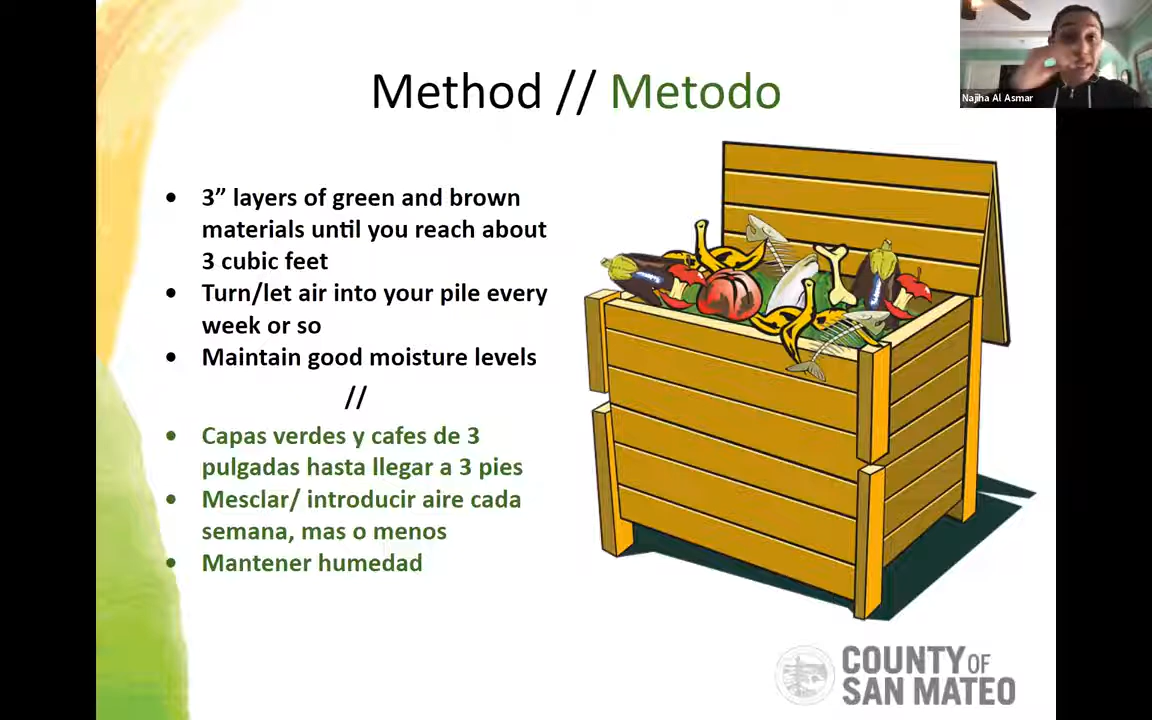 Method // Metodo
Najiha Al Asmar
• 3” layers of green and brown
materials until you reach about
3 cubic feet
• Turn/let air into your pile every
week or so
• Maintain good moisture levels
//
• Capas verdes y cafes de 3
pulgadas hasta llegar a 3 pies
• Mesclar/ introducir aire cada
semana, mas o menos
• Mantener humedad
COUNTY OF
SAN MATEO